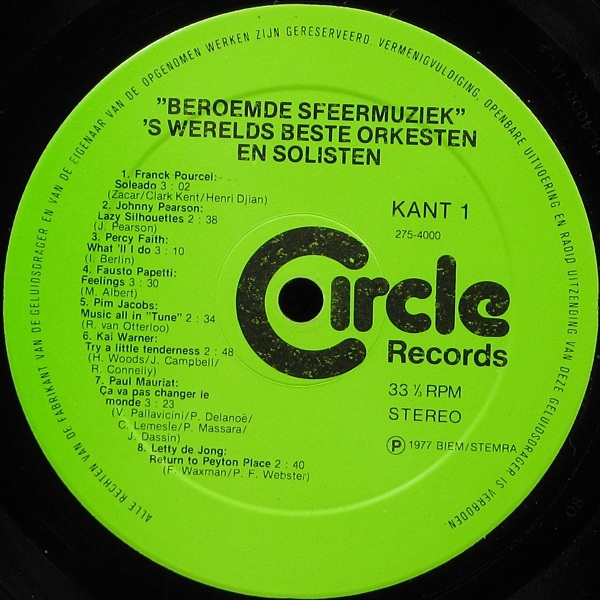 ALLE RECHTEN VAN DE FABRIKANT VAN DE GELUIDSDRAGER EN VAN DE EIGENAAR VAN DE OPGENOMEN WERKEN ZIJN GERESERVEERD. VERMENIGVULDIGING, OPENBARE UITVOERING EN RADIO UITZENDING VAN DEZE GELUIDSDRAGER IS VERBODEN.
"BEROEMDE SFEERMUZIEK"
'S WERELDS BESTE ORKESTEN
EN SOLISTEN
1. Franck Pourcel:
Soleado 3 : 02
(Zacar/Clark Kent/Henri Djian)
2. Johnny Pearson:
Lazy Silhouettes 2 : 38
(J. Pearson)
3. Percy Faith:
What 'll I do 3 : 10
(I. Berlin)
4. Fausto Papetti:
Feelings 3 : 30
(M. Albert)
5. Pim Jacobs:
Music all in "Tune" 2 : 34
(R. van Otterloo)
6. Kai Warner:
Try a little tenderness 2 : 48
(H. Woods/J. Campbell/
R. Connelly)
7. Paul Mauriat:
Ça va pas changer le
monde 3 : 23
(V. Pallavicini/P. Delanoë/
C. Lemesle/P. Massara/
J. Dassin)
8. Letty de Jong:
Return to Peyton Place 2 : 40
(F. Waxman/P. F. Webster)
KANT 1
275-4000
Circle
Records
33 ⅓ RPM
STEREO
Ⓟ 1977 BIEM/STEMRA